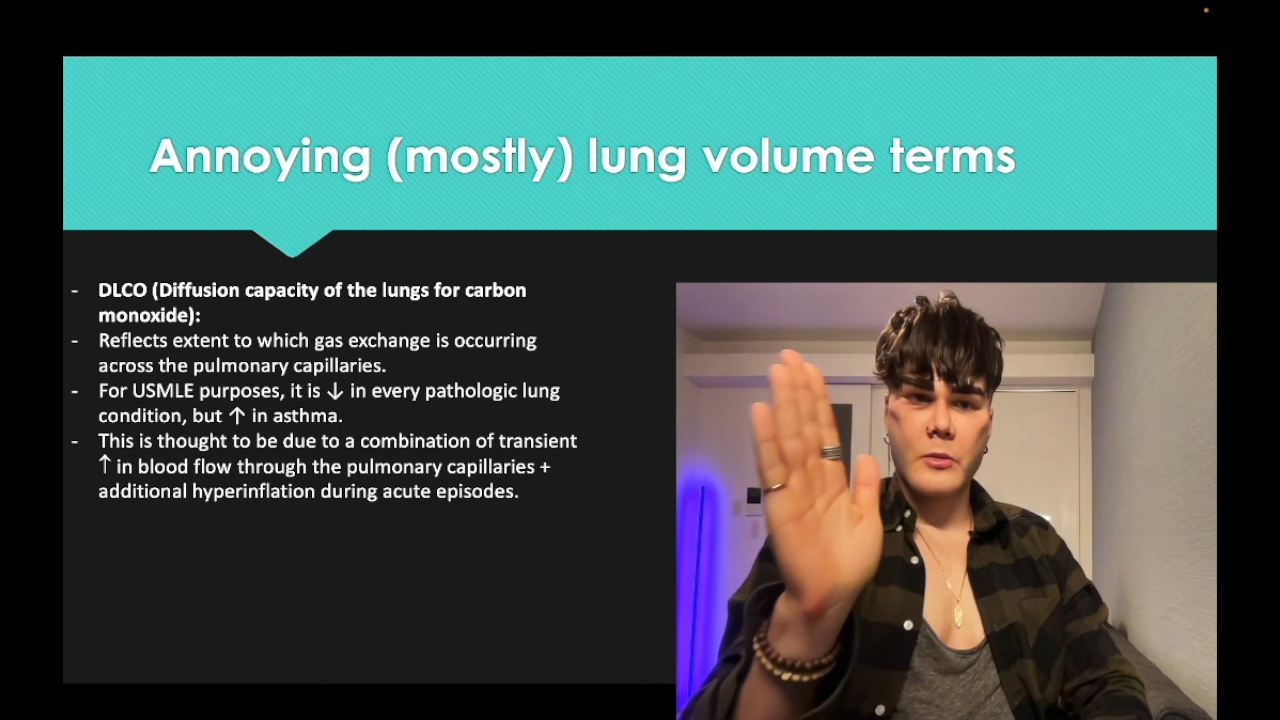 Annoying (mostly) lung volume terms
- DLCO (Diffusion capacity of the lungs for carbon
monoxide):
- Reflects extent to which gas exchange is occurring
across the pulmonary capillaries.
- For USMLE purposes, it is ↓ in every pathologic lung
condition, but ↑ in asthma.
- This is thought to be due to a combination of transient
↑ in blood flow through the pulmonary capillaries +
additional hyperinflation during acute episodes.